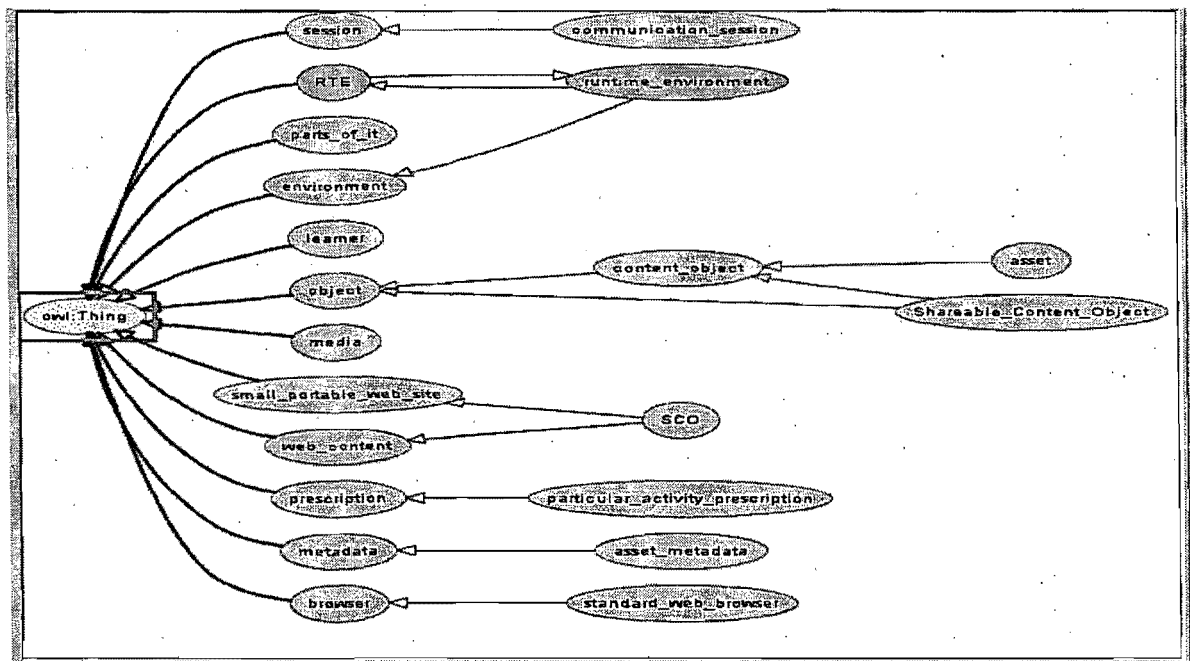 session
communication_session
RTE
runtime_environment
parts_of_it
environment
learner
content_object
asset
object
owl:Thing
Shareable_Content_Object
media
small_portable_web_site
SCO
web_content
prescription
particular_activity_prescription
metadata
asset_metadata
browser
standard_web_browser